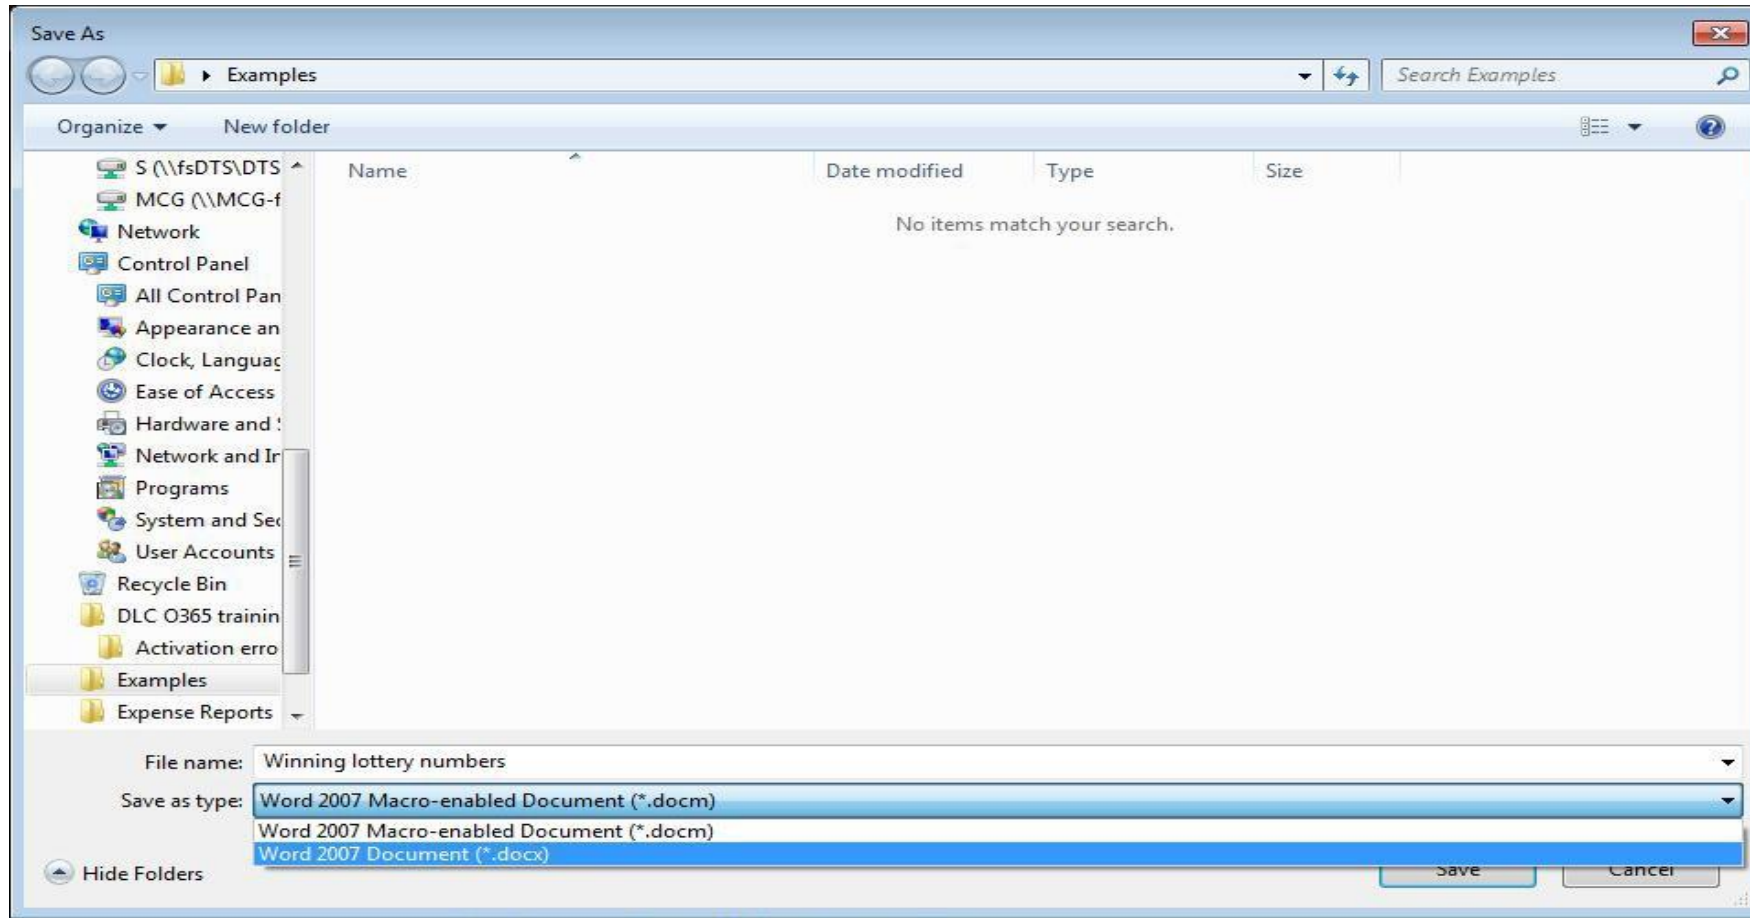 Save As
Examples
Search Examples
Organize
New folder
S (\\fsDTS\DTS
MCG (\\MCG-f
Network
Control Panel
All Control Pan
Appearance an
Clock, Languag
Ease of Access
Hardware and S
Network and In
Programs
System and Sec
User Accounts
Recycle Bin
DLC O365 trainin
Activation erro
Examples
Expense Reports
Name
Date modified
Type
Size
No items match your search.
File name: Winning lottery numbers
Save as type: Word 2007 Macro-enabled Document (*.docm)
Word 2007 Macro-enabled Document (*.docm)
Word 2007 Document (*.docx)
Hide Folders
Save
Cancel